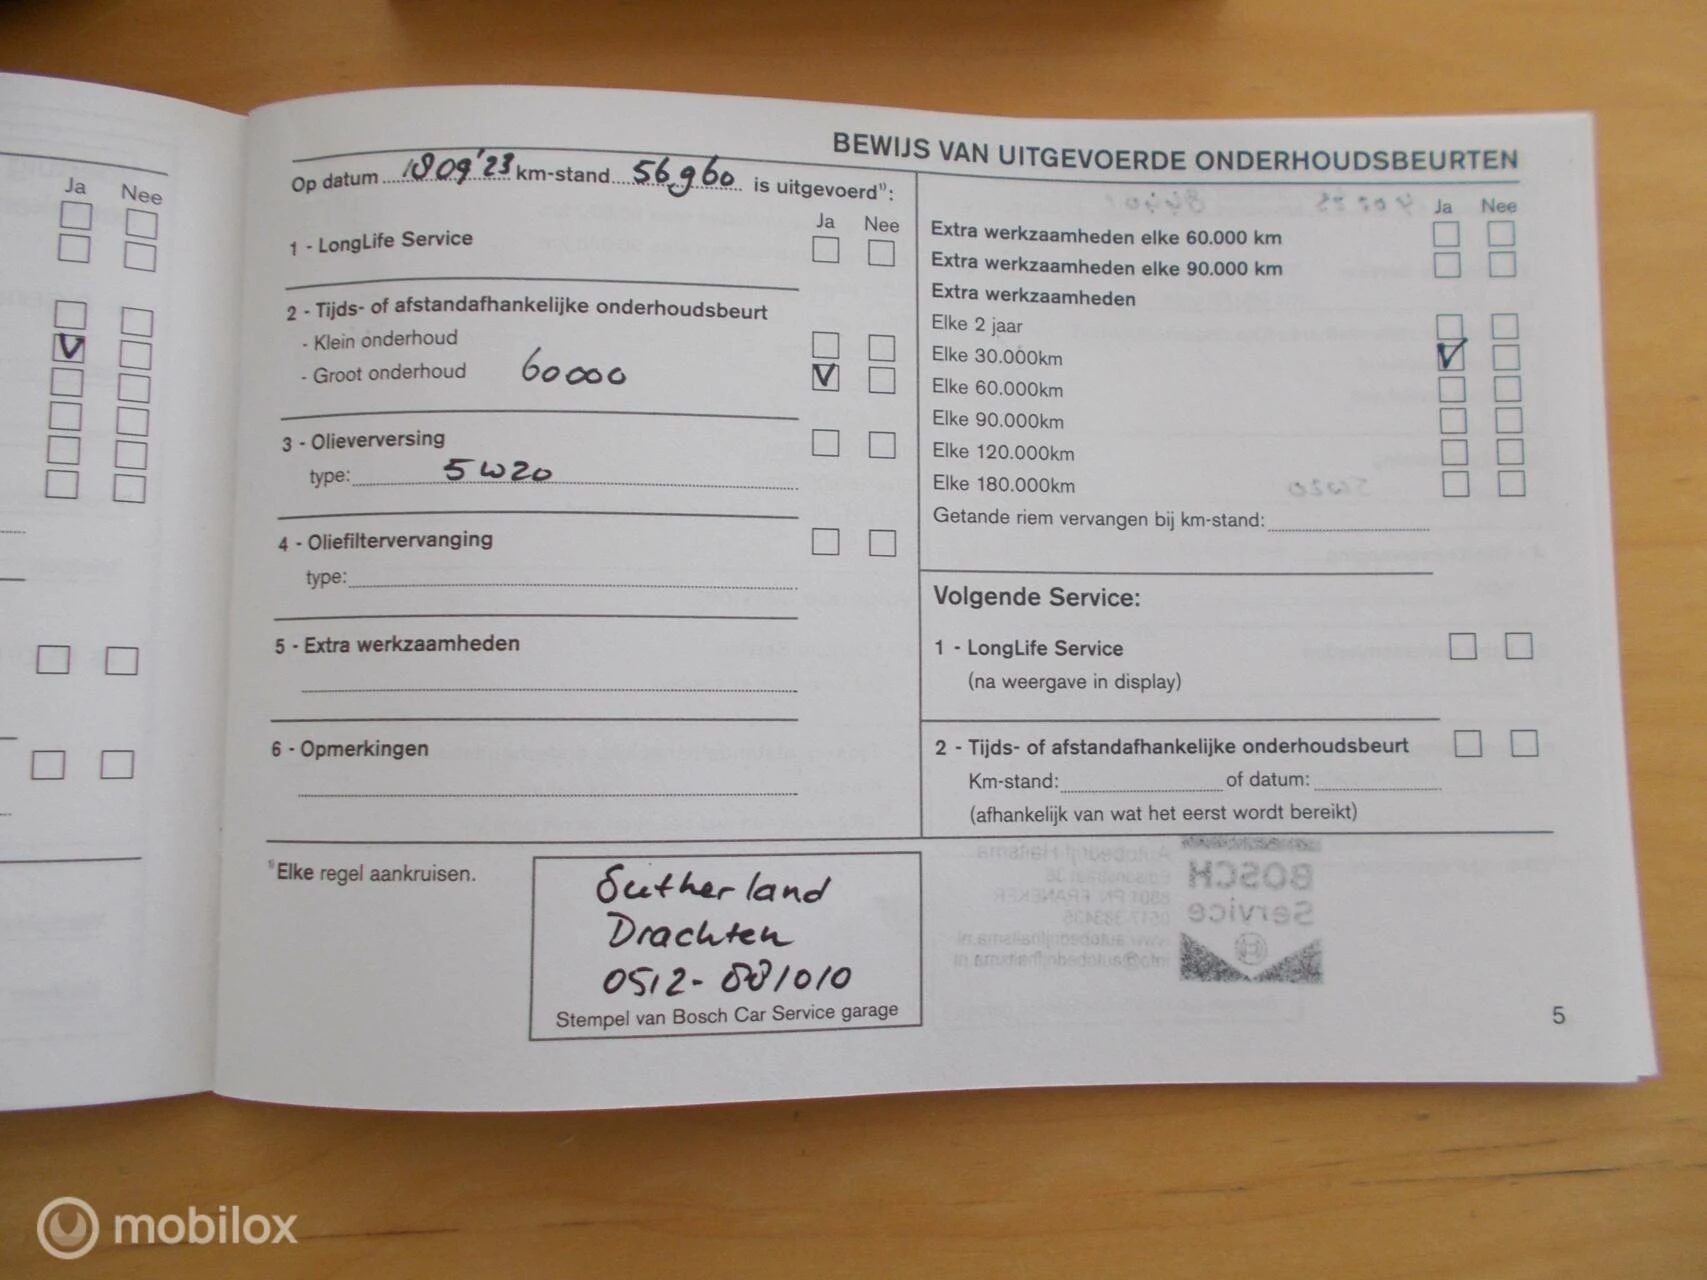 Ja Nee
BEWIJS VAN UITGEVOERDE ONDERHOUDSBEURTEN
Op datum 18 09'23 km-stand 56960 is uitgevoerd¹⁾:
Ja Nee
1 - LongLife Service
2 - Tijds- of afstandafhankelijke onderhoudsbeurt
- Klein onderhoud
- Groot onderhoud 60000
3 - Olieverversing
type: 5W20
4 - Oliefiltervervanging
type:
5 - Extra werkzaamheden
6 - Opmerkingen
Ja Nee
Extra werkzaamheden elke 60.000 km
Extra werkzaamheden elke 90.000 km
Extra werkzaamheden
Elke 2 jaar
Elke 30.000km
Elke 60.000km
Elke 90.000km
Elke 120.000km
Elke 180.000km
Getande riem vervangen bij km-stand:
Volgende Service:
1 - LongLife Service
(na weergave in display)
2 - Tijds- of afstandafhankelijke onderhoudsbeurt
Km-stand: of datum:
(afhankelijk van wat het eerst wordt bereikt)
¹⁾Elke regel aankruisen.
Sutherland
Drachten
0512-581010
Stempel van Bosch Car Service garage
BOSCH
Service
5
mobilox